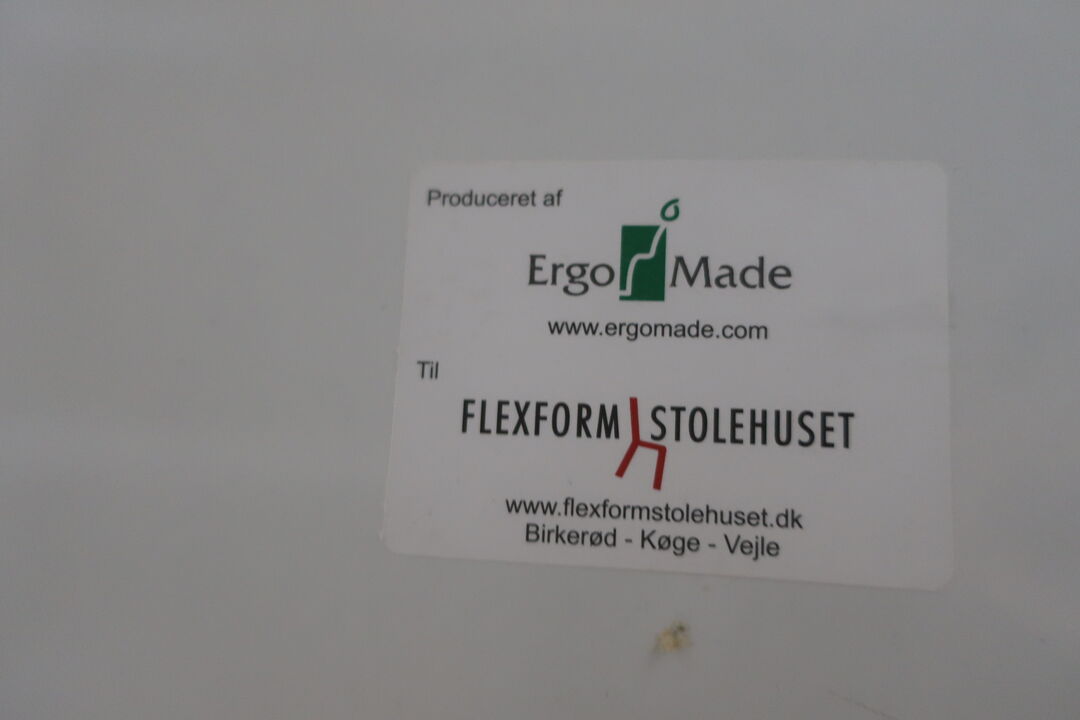 Produceret af
Ergo Made
www.ergomade.com
Til
FLEXFORM STOLEHUSET
www.flexformstolehuset.dk
Birkerød - Køge - Vejle